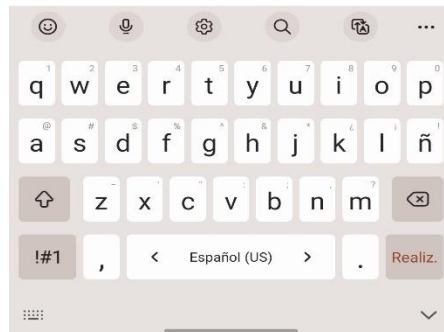 1 2 3 4 5 6 7 8 9 0
q w e r t y u i o p
@ # $ % ^ & * ¿ ¡ !
a s d f g h j k l ñ
- ' " : ; , ?
z x c v b n m
!#1 , < Español (US) > . Realiz.